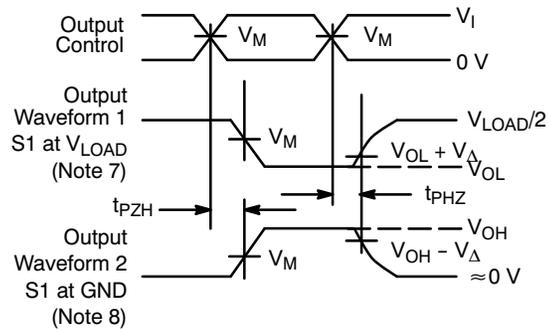 Output
Control
V_M
V_M
V_I
0 V
Output
Waveform 1
S1 at V_LOAD
(Note 7)
V_M
V_LOAD/2
V_OL + V_Δ
V_OL
t_PZH
t_PHZ
Output
Waveform 2
S1 at GND
(Note 8)
V_M
V_OH
V_OH − V_Δ
≈0 V